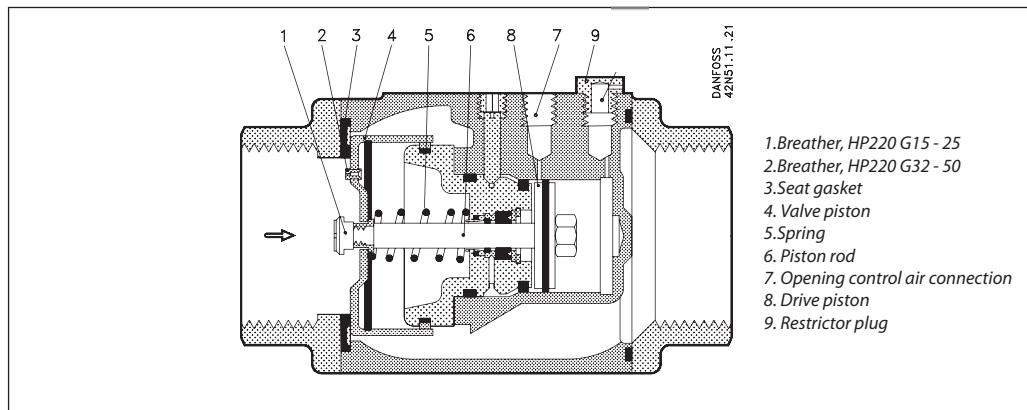 1 2 3 4 5 6 8 7 9
DANFOSS
42N51.11.21
1.Breather, HP220 G15 - 25
2.Breather, HP220 G32 - 50
3.Seat gasket
4. Valve piston
5.Spring
6. Piston rod
7. Opening control air connection
8. Drive piston
9. Restrictor plug